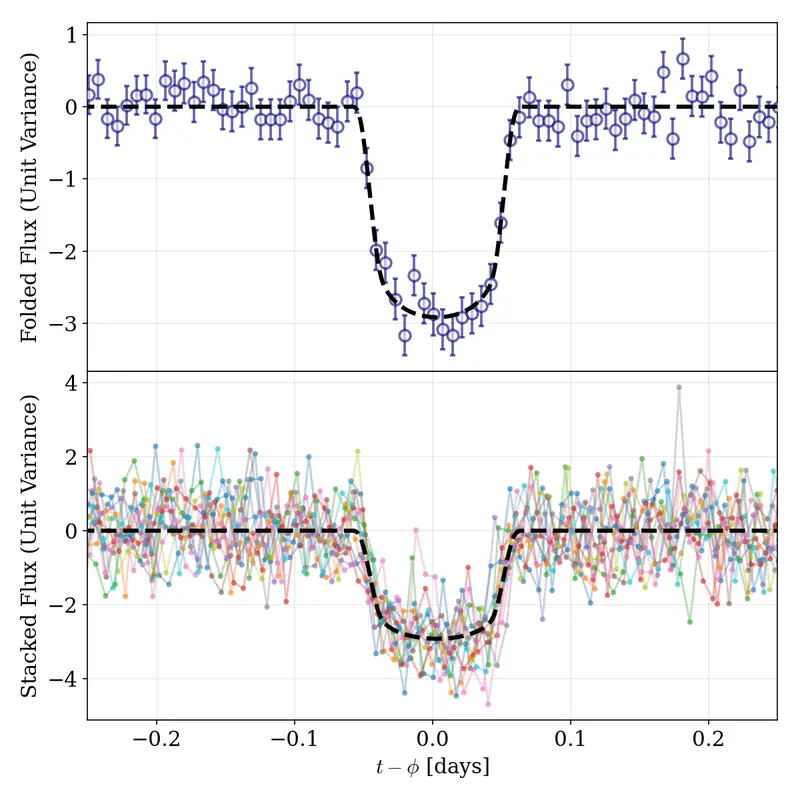 1
0
−1
−2
−3
Folded Flux (Unit Variance)
4
2
0
−2
−4
Stacked Flux (Unit Variance)
−0.2 −0.1 0.0 0.1 0.2
t − ϕ [days]